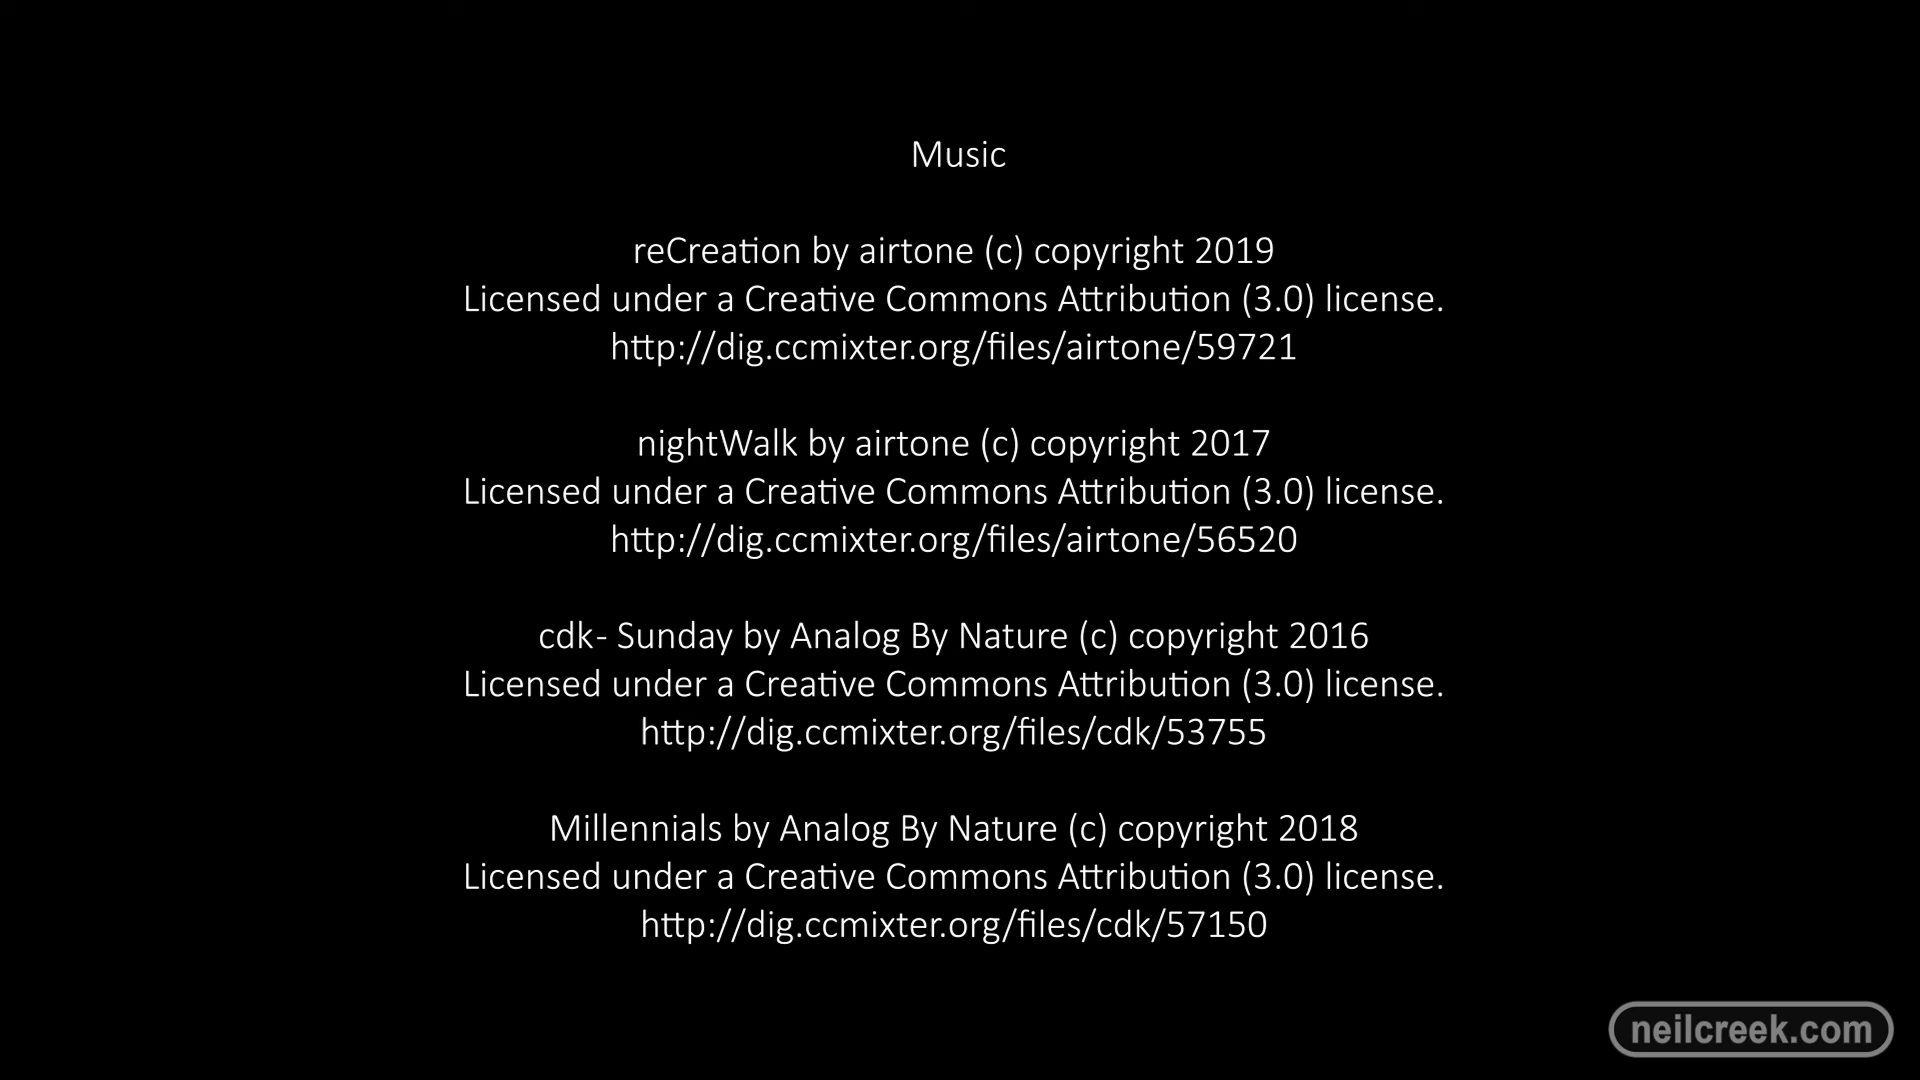 Music
reCreation by airtone (c) copyright 2019
Licensed under a Creative Commons Attribution (3.0) license.
http://dig.ccmixter.org/files/airtone/59721
nightWalk by airtone (c) copyright 2017
Licensed under a Creative Commons Attribution (3.0) license.
http://dig.ccmixter.org/files/airtone/56520
cdk- Sunday by Analog By Nature (c) copyright 2016
Licensed under a Creative Commons Attribution (3.0) license.
http://dig.ccmixter.org/files/cdk/53755
Millennials by Analog By Nature (c) copyright 2018
Licensed under a Creative Commons Attribution (3.0) license.
http://dig.ccmixter.org/files/cdk/57150
neilcreek.com